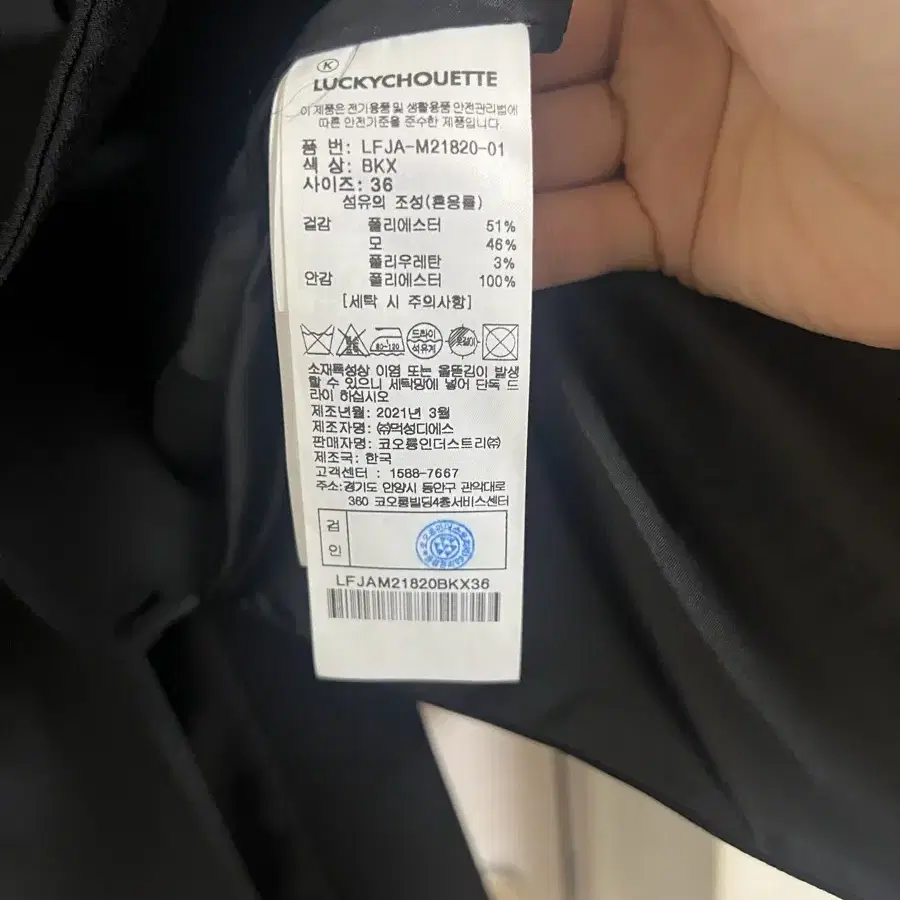 K
LUCKYCHOUETTE
이 제품은 전기용품 및 생활용품 안전관리법에
따른 안전기준을 준수한 제품입니다.
품 번: LFJA-M21820-01
색 상: BKX
사이즈: 36
섬유의 조성(혼용률)
겉감 폴리에스터 51%
모 46%
폴리우레탄 3%
안감 폴리에스터 100%
[세탁 시 주의사항]
80-120 드라이 석유계
소재특성상 이염 또는 올뜯김이 발생
할 수 있으니 세탁망에 넣어 단독 드
라이 하십시오
제조년월: 2021년 3월
제조자명: ㈜덕성디에스
판매자명: 코오롱인더스트리㈜
제조국: 한국
고객센터 : 1588-7667
주소:경기도 안양시 동안구 관악대로
360 코오롱빌딩4층서비스센터
검
인
LFJAM21820BKX36